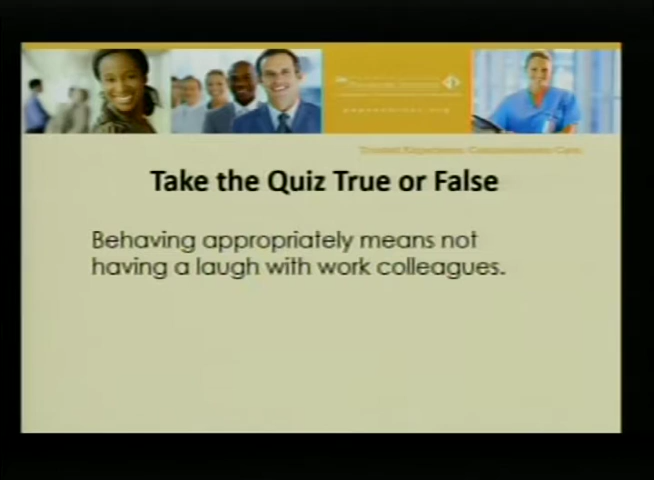 Take the Quiz True or False
Behaving appropriately means not
having a laugh with work colleagues.